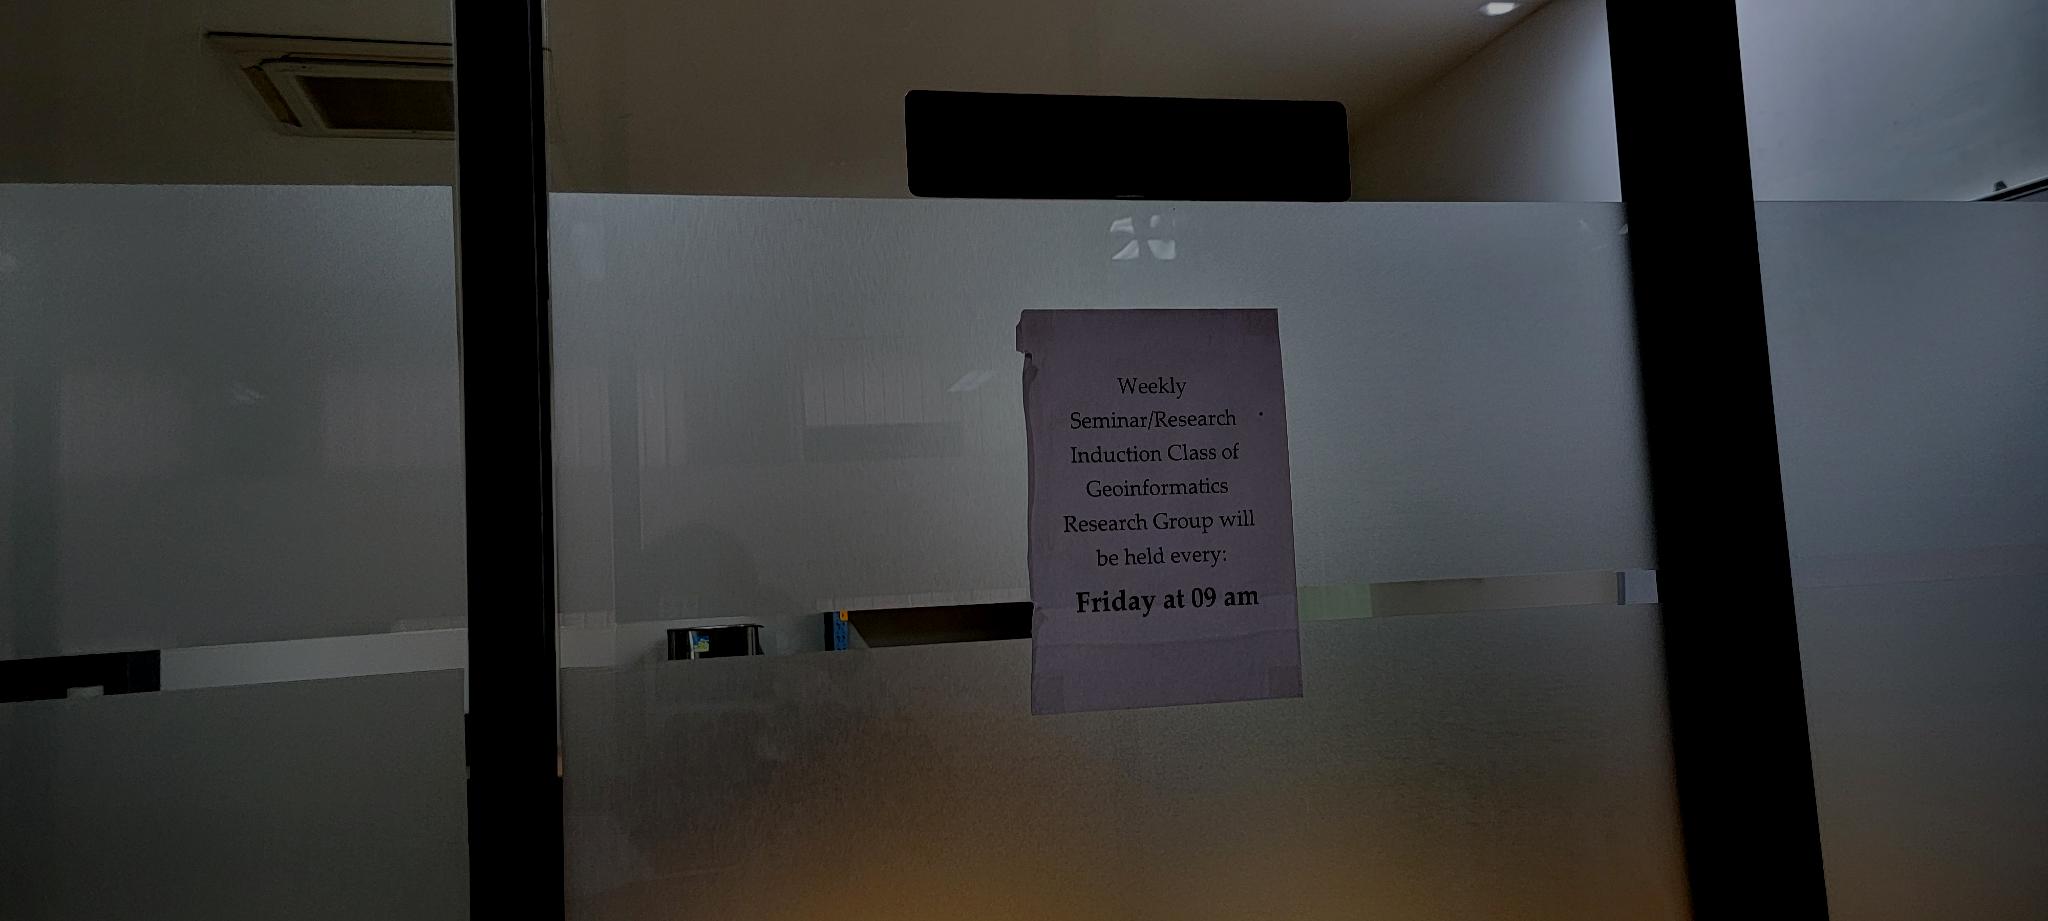 Weekly
Seminar/Research
Induction Class of
Geoinformatics
Research Group will
be held every:
Friday at 09 am